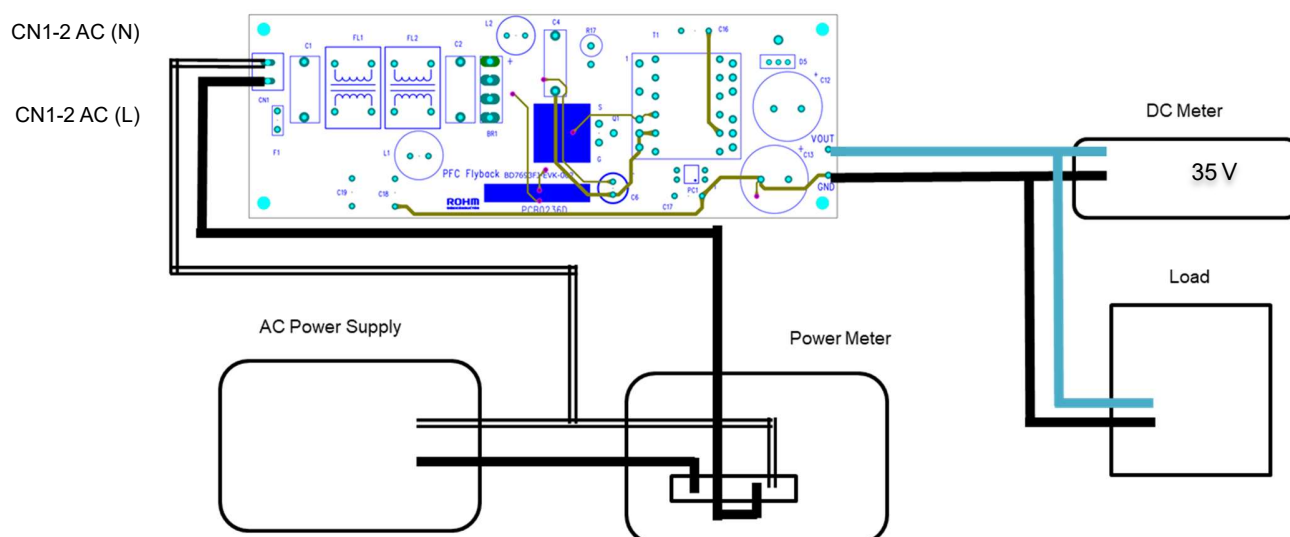 CN1-2 AC (N)
CN1-2 AC (L)
C1
FL1
FL2
C2
L2
+
C4
R17
T1
C16
1
D5
+
C12
CN1
F1
BR1
L1
S
Q1
G
VOUT
+
C13
GND
PFC Flyback
C19
C18
C6
PC1
C17
ROHM
PCB0236D
DC Meter
35 V
Load
AC Power Supply
Power Meter